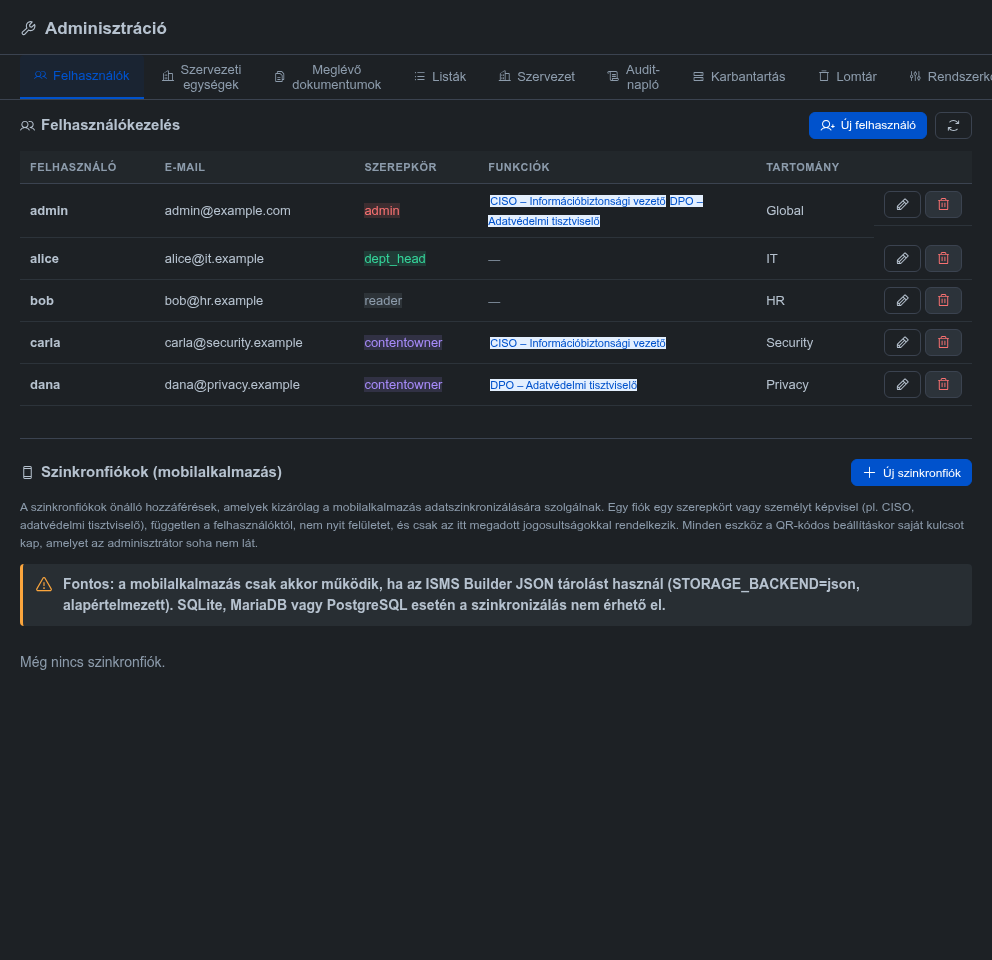 Adminisztráció
Felhasználók
Szervezeti egységek
Meglévő dokumentumok
Listák
Szervezet
Audit-napló
Karbantartás
Lomtár
Felhasználókezelés
Új felhasználó
FELHASZNÁLÓ E-MAIL SZEREPKÖR FUNKCIÓK TARTOMÁNY
admin admin@example.com admin CISO – Információbiztonsági vezető DPO – Adatvédelmi tisztviselő Global
alice alice@it.example dept_head — IT
bob bob@hr.example reader — HR
carla carla@security.example contentowner CISO – Információbiztonsági vezető Security
dana dana@privacy.example contentowner DPO – Adatvédelmi tisztviselő Privacy
Szinkronfiókok (mobilalkalmazás)
Új szinkronfiók
A szinkronfiókok önálló hozzáférések, amelyek kizárólag a mobilalkalmazás adatszinkronizálására szolgálnak. Egy fiók egy szerepkört vagy személyt képvisel (pl. CISO,
adatvédelmi tisztviselő), független a felhasználóktól, nem nyit felületet, és csak az itt megadott jogosultságokkal rendelkezik. Minden eszköz a QR-kódos beállításkor saját kulcsot
kap, amelyet az adminisztrátor soha nem lát.
Fontos: a mobilalkalmazás csak akkor működik, ha az ISMS Builder JSON tárolást használ (STORAGE_BACKEND=json,
alapértelmezett). SQLite, MariaDB vagy PostgreSQL esetén a szinkronizálás nem érhető el.
Még nincs szinkronfiók.